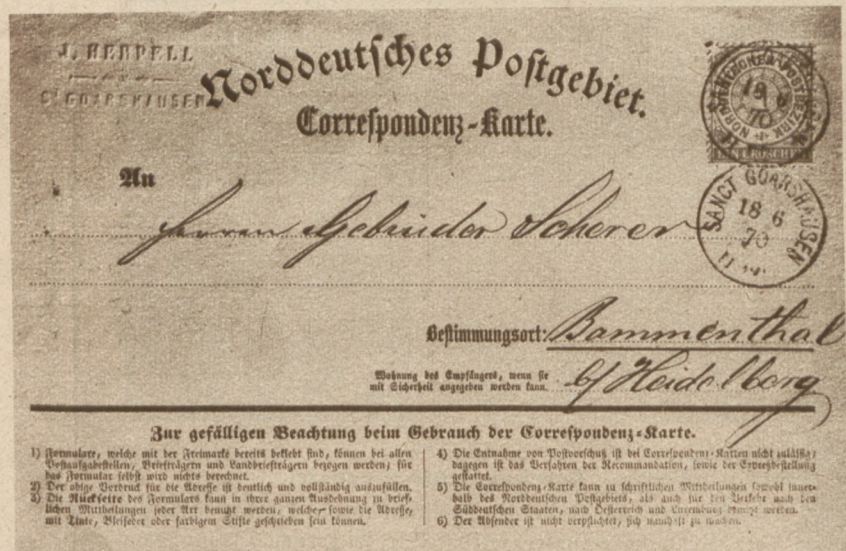 J. HERPELL
ST GOARSHAUSEN
Norddeutsches Postgebiet.
Correspondenz-Karte.
18 6
70
EIN GROSCHEN
SANCT GOARSHAUSEN
18 6
70
An
Herrn Gebrüder Scherer
Bestimmungsort: Bammenthal
Wohnung des Empfängers, wenn sie
mit Sicherheit angegeben werden kann.
b/ Heidelberg
Zur gefälligen Beachtung beim Gebrauch der Correspondenz-Karte.
1) Formulare, welche mit der Freimarke bereits beklebt sind, können bei allen
Postaufgabestellen, Briefträgern und Landbriefträgern bezogen werden; für
das Formular selbst wird nichts berechnet.
2) Der obige Vordruck für die Adresse ist deutlich und vollständig auszufüllen.
3) Die Rückseite des Formulars kann in ihrer ganzen Ausdehnung zu brief-
lichen Mittheilungen jeder Art benutzt werden, welche, sowie die Adresse,
mit Tinte, Bleifeder oder farbigem Stifte geschrieben sein können.
4) Die Entnahme von Postvorschuß ist bei Correspondenz-Karten nicht zulässig;
dagegen ist das Verfahren der Recommandation, sowie der Expreßbestellung
gestattet.
5) Die Correspondenz-Karte kann zu schriftlichen Mittheilungen sowohl inner-
halb des Norddeutschen Postgebiets, als auch für den Verkehr nach den
Süddeutschen Staaten, nach Oesterreich und Luxemburg benutzt werden.
6) Der Absender ist nicht verpflichtet, sich namhaft zu machen.